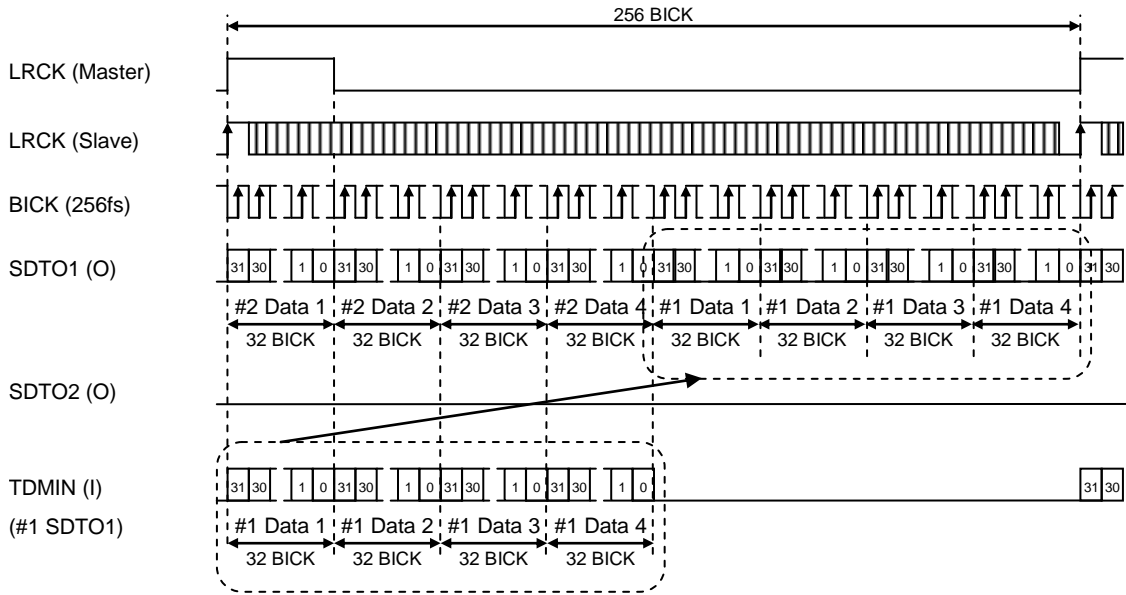 256 BICK
LRCK (Master)
LRCK (Slave)
BICK (256fs)
SDTO1 (O)
31 30 1 0 31 30 1 0 31 30 1 0 31 30 1 0 31 30 1 0 31 30 1 0 31 30 1 0 31 30 1 0 31 30
#2 Data 1 #2 Data 2 #2 Data 3 #2 Data 4 #1 Data 1 #1 Data 2 #1 Data 3 #1 Data 4
32 BICK 32 BICK 32 BICK 32 BICK 32 BICK 32 BICK 32 BICK 32 BICK
SDTO2 (O)
TDMIN (I)
31 30 1 0 31 30 1 0 31 30 1 0 31 30 1 0 31 30
(#1 SDTO1)
#1 Data 1 #1 Data 2 #1 Data 3 #1 Data 4
32 BICK 32 BICK 32 BICK 32 BICK